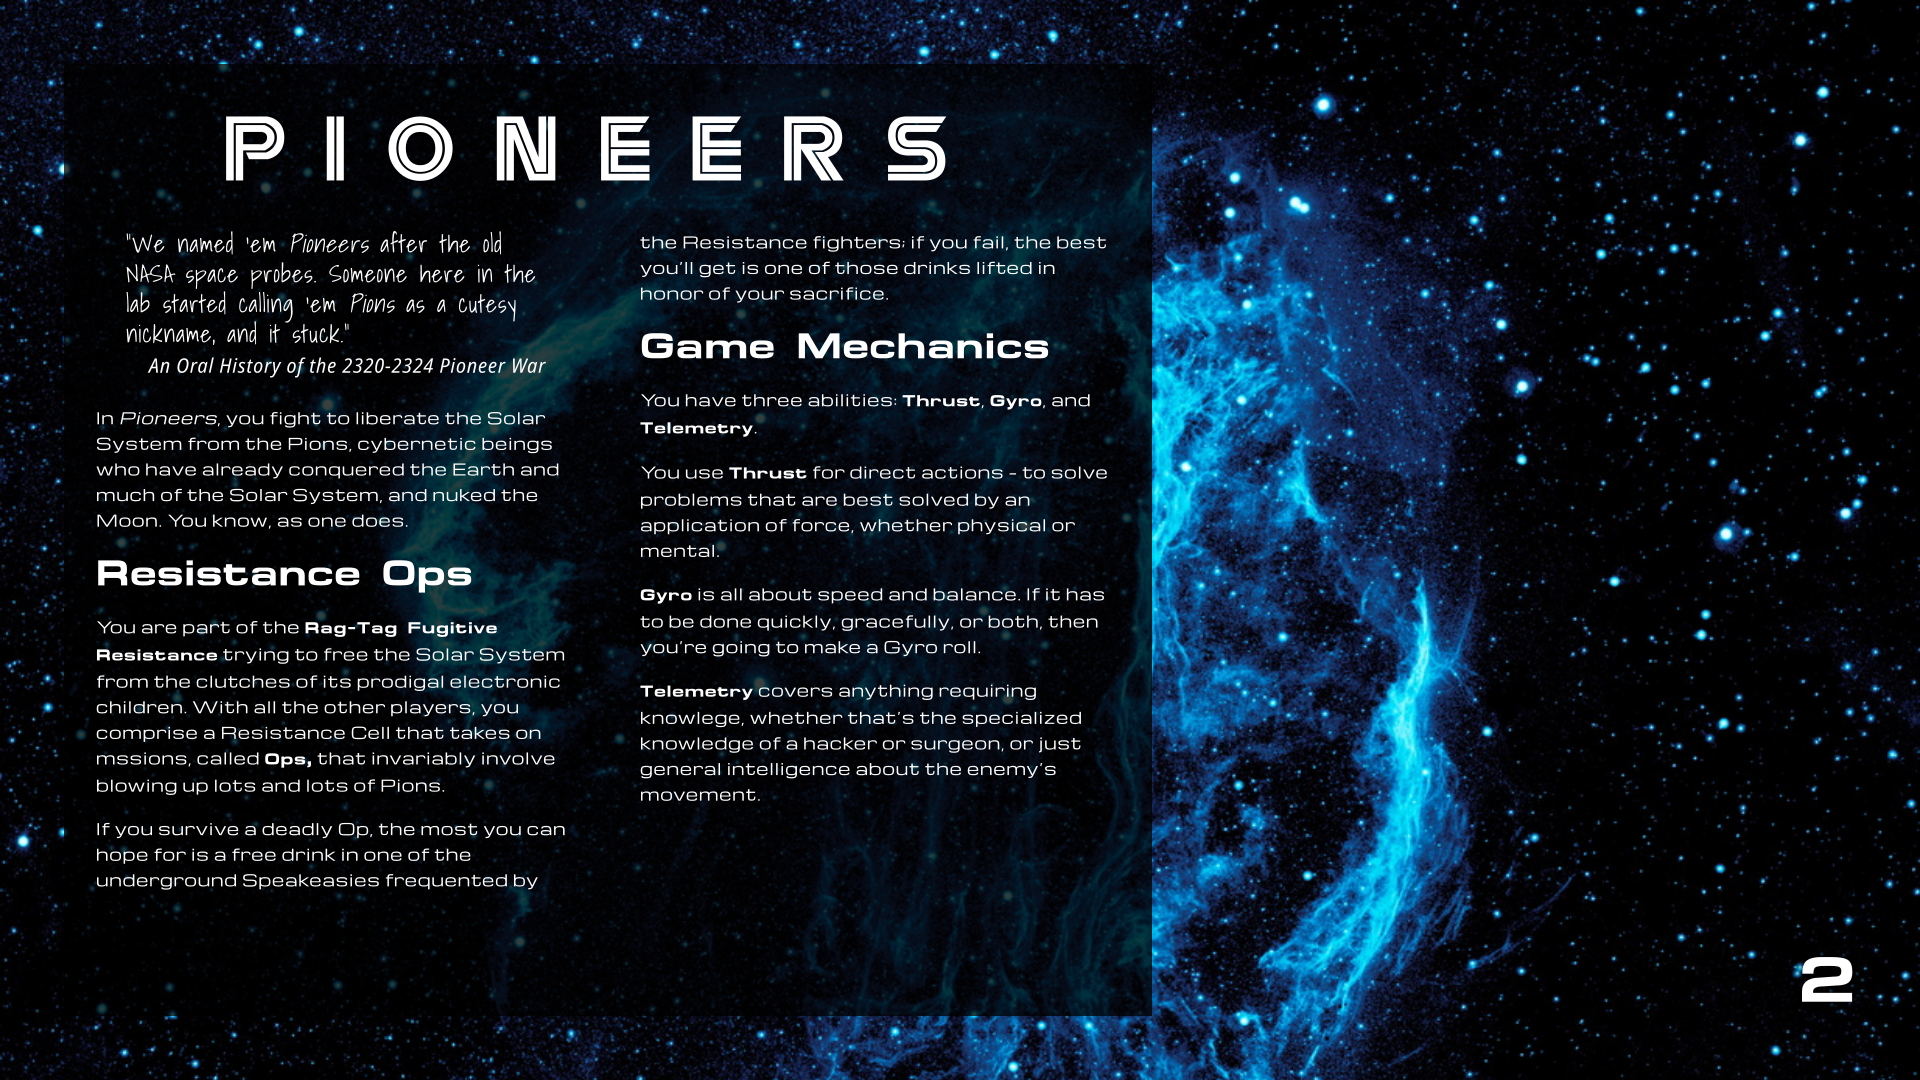 PIONEERS
"We named 'em Pioneers after the old
NASA space probes. Someone here in the
lab started calling 'em Pions as a cutesy
nickname, and it stuck."
An Oral History of the 2320-2324 Pioneer War
In Pioneers, you fight to liberate the Solar
System from the Pions, cybernetic beings
who have already conquered the Earth and
much of the Solar System, and nuked the
Moon. You know, as one does.
Resistance Ops
You are part of the Rag-Tag Fugitive
Resistance trying to free the Solar System
from the clutches of its prodigal electronic
children. With all the other players, you
comprise a Resistance Cell that takes on
mssions, called Ops, that invariably involve
blowing up lots and lots of Pions.
If you survive a deadly Op, the most you can
hope for is a free drink in one of the
underground Speakeasies frequented by
the Resistance fighters; if you fail, the best
you'll get is one of those drinks lifted in
honor of your sacrifice.
Game Mechanics
You have three abilities: Thrust, Gyro, and
Telemetry.
You use Thrust for direct actions - to solve
problems that are best solved by an
application of force, whether physical or
mental.
Gyro is all about speed and balance. If it has
to be done quickly, gracefully, or both, then
you're going to make a Gyro roll.
Telemetry covers anything requiring
knowlege, whether that's the specialized
knowledge of a hacker or surgeon, or just
general intelligence about the enemy's
movement.
2